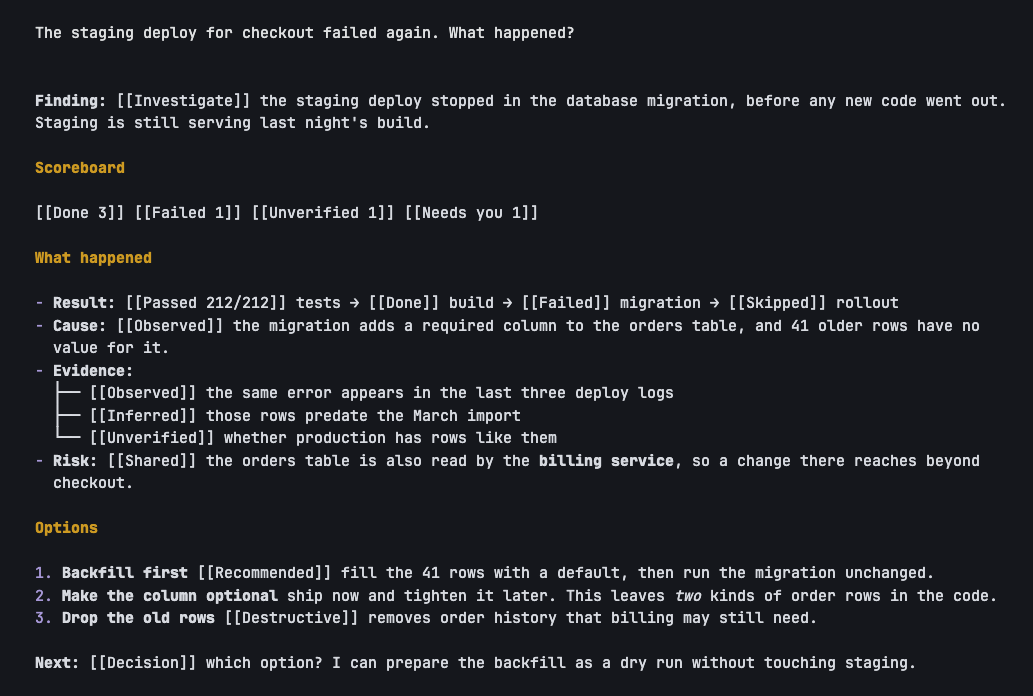 The staging deploy for checkout failed again. What happened?
Finding: [[Investigate]] the staging deploy stopped in the database migration, before any new code went out.
Staging is still serving last night's build.
Scoreboard
[[Done 3]] [[Failed 1]] [[Unverified 1]] [[Needs you 1]]
What happened
- Result: [[Passed 212/212]] tests → [[Done]] build → [[Failed]] migration → [[Skipped]] rollout
- Cause: [[Observed]] the migration adds a required column to the orders table, and 41 older rows have no
value for it.
- Evidence:
├── [[Observed]] the same error appears in the last three deploy logs
├── [[Inferred]] those rows predate the March import
└── [[Unverified]] whether production has rows like them
- Risk: [[Shared]] the orders table is also read by the billing service, so a change there reaches beyond
checkout.
Options
1. Backfill first [[Recommended]] fill the 41 rows with a default, then run the migration unchanged.
2. Make the column optional ship now and tighten it later. This leaves two kinds of order rows in the code.
3. Drop the old rows [[Destructive]] removes order history that billing may still need.
Next: [[Decision]] which option? I can prepare the backfill as a dry run without touching staging.